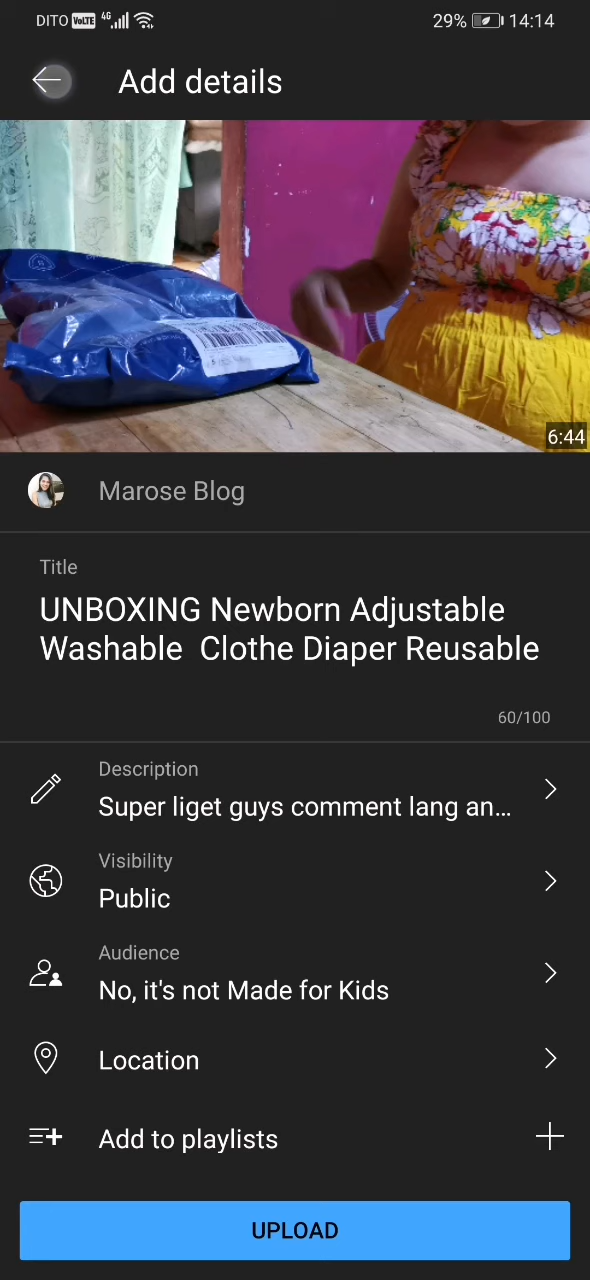 DITO VoLTE 4G 29% 14:14
Add details
6:44
Marose Blog
Title
UNBOXING Newborn Adjustable
Washable  Clothe Diaper Reusable
60/100
Description
Super liget guys comment lang an...
Visibility
Public
Audience
No, it's not Made for Kids
Location
Add to playlists
UPLOAD